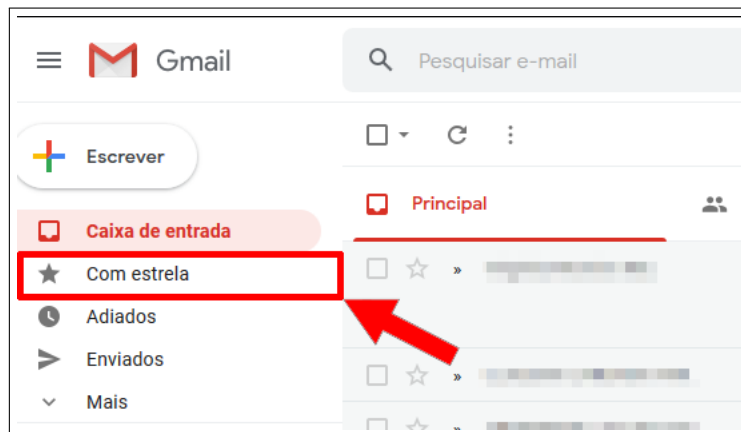 Gmail
Pesquisar e-mail
Escrever
Principal
Caixa de entrada
Com estrela
»
Adiados
Enviados
»
Mais
»